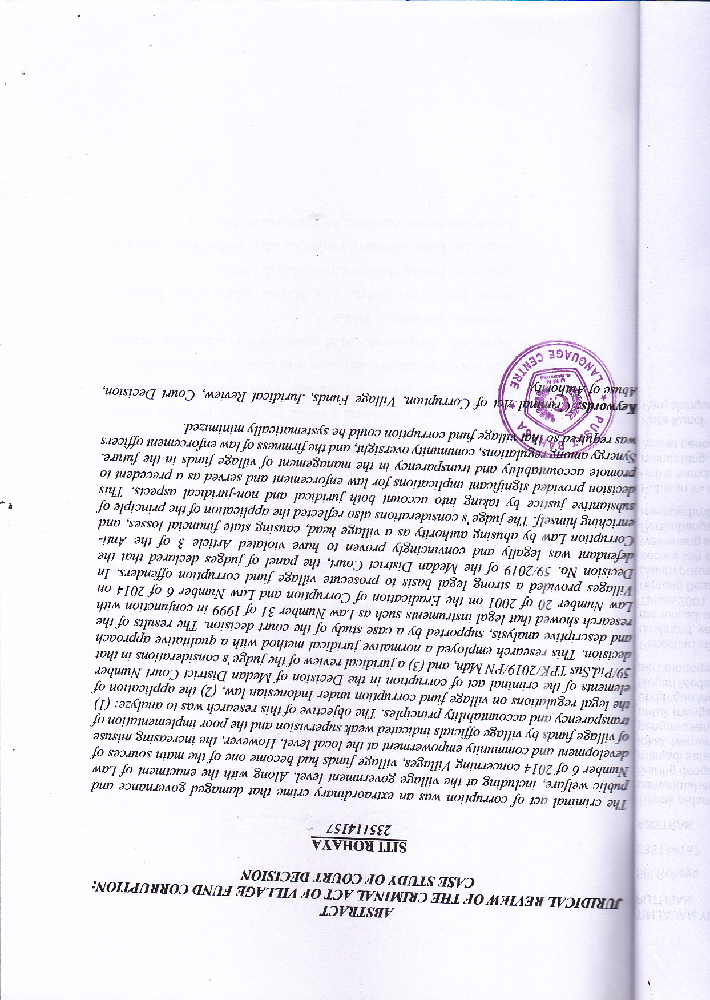 ABSTRACT
JURIDICAL REVIEW OF THE CRIMINAL ACT OF VILLAGE FUND CORRUPTION:
CASE STUDY OF COURT DECISION
SITI ROHAYA
235114157
The criminal act of corruption was an extraordinary crime that damaged governance and
public welfare, including at the village government level. Along with the enactment of Law
Number 6 of 2014 concerning Villages, village funds had become one of the main sources of
development and community empowerment at the local level. However, the increasing misuse
of village funds by village officials indicated weak supervision and the poor implementation of
transparency and accountability principles. The objective of this research was to analyze: (1)
the legal regulations on village fund corruption under Indonesian law, (2) the application of
elements of the criminal act of corruption in the Decision of Medan District Court Number
59/Pid.Sus TPK/2019/PN Mdn, and (3) a juridical review of the judge's considerations in that
decision. This research employed a normative juridical method with a qualitative approach
and descriptive analysis, supported by a case study of the court decision. The results of the
research showed that legal instruments such as Law Number 31 of 1999 in conjunction with
Law Number 20 of 2001 on the Eradication of Corruption and Law Number 6 of 2014 on
Villages provided a strong legal basis to prosecute village fund corruption offenders. In
Decision No. 59/2019 of the Medan District Court, the panel of judges declared that the
defendant was legally and convincingly proven to have violated Article 3 of the Anti-
Corruption Law by abusing authority as a village head, causing state financial losses, and
enriching himself. The judge's considerations also reflected the application of the principle of
substantive justice by taking into account both juridical and non-juridical aspects. This
decision provided significant implications for law enforcement and served as a precedent to
promote accountability and transparency in the management of village funds in the future.
Synergy among regulations, community oversight, and the firmness of law enforcement officers
was required so that village fund corruption could be systematically minimized.
Keywords: Criminal Act of Corruption, Village Funds, Juridical Review, Court Decision,
Abuse of Authority.
PUSAT BAHASA
UMN
AL WASHLIYAH
LANGUAGE CENTRE